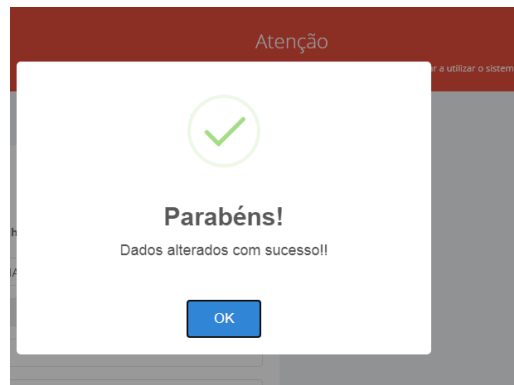 Atenção
r a utilizar o sistem
Parabéns!
Dados alterados com sucesso!!
OK